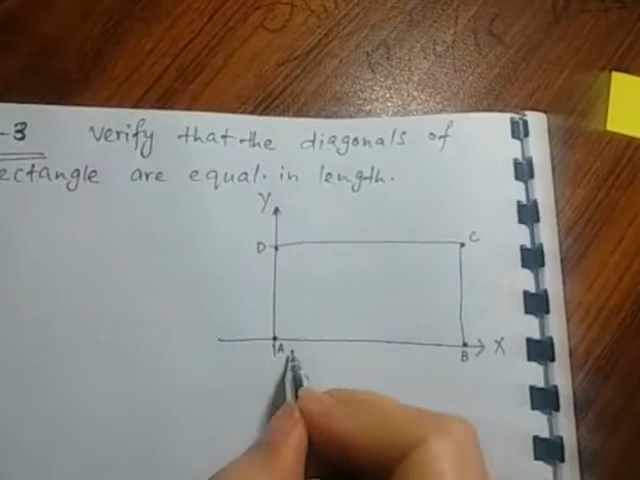 -3 Verify that the diagonals of
ectangle are equal. in length.
Y
D C
A B X